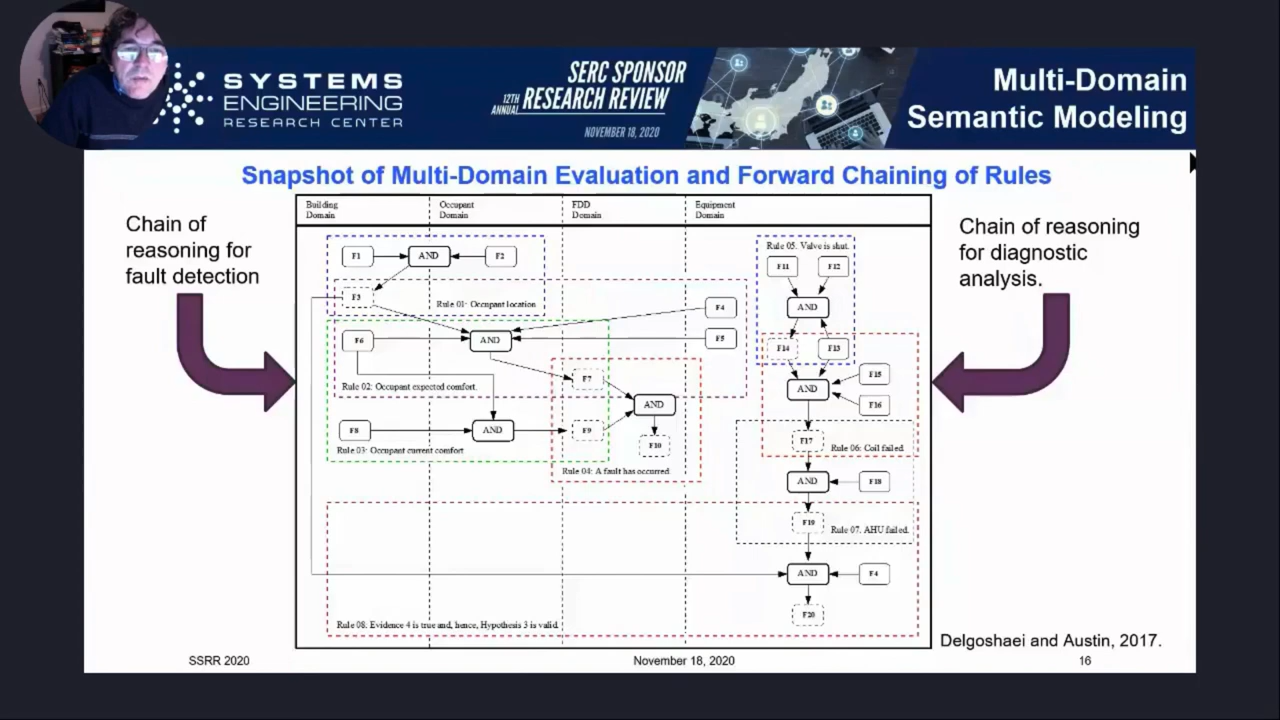 SYSTEMS
ENGINEERING
RESEARCH CENTER
SERC SPONSOR
12TH
ANNUAL
RESEARCH REVIEW
NOVEMBER 18, 2020
Multi-Domain
Semantic Modeling
Snapshot of Multi-Domain Evaluation and Forward Chaining of Rules
Chain of
reasoning for
fault detection
Building
Domain
Occupant
Domain
FDD
Domain
Equipment
Domain
F1
AND
F2
F3
Rule 01: Occupant location
F4
F6
AND
F5
Rule 02: Occupant expected comfort.
F7
AND
F8
AND
F9
F10
Rule 03: Occupant current comfort
Rule 04: A fault has occurred
Rule 05. Valve is shut.
F11
F12
AND
F14
F13
F15
AND
F16
F17
Rule 06: Coil failed.
AND
F18
F19
Rule 07. AHU failed.
AND
F4
F20
Rule 08: Evidence 4 is true and, hence, Hypothesis 3 is valid.
Chain of reasoning
for diagnostic
analysis.
Delgoshaei and Austin, 2017.
SSRR 2020
November 18, 2020
16